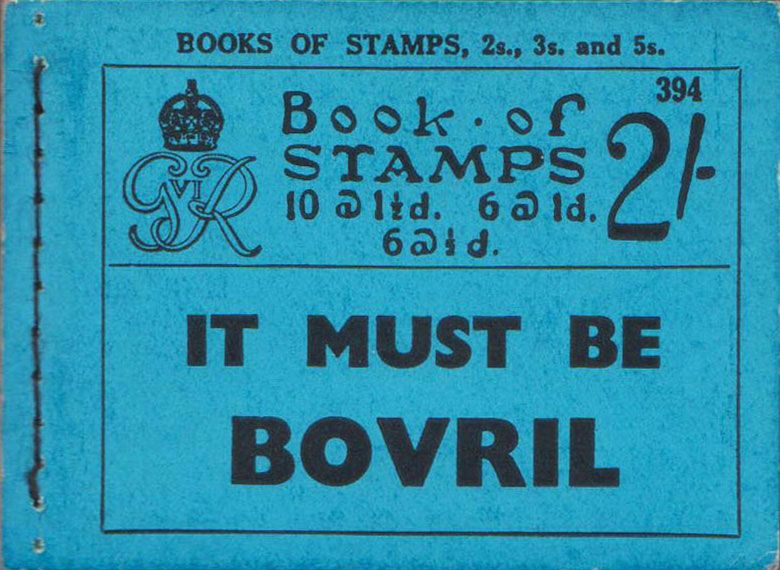 BOOKS OF STAMPS, 2s., 3s. and 5s.
394
GVIR
Book · of
STAMPS
2/-
10 @ 1½d. 6 @ 1d.
6 @ ½d.
IT MUST BE
BOVRIL